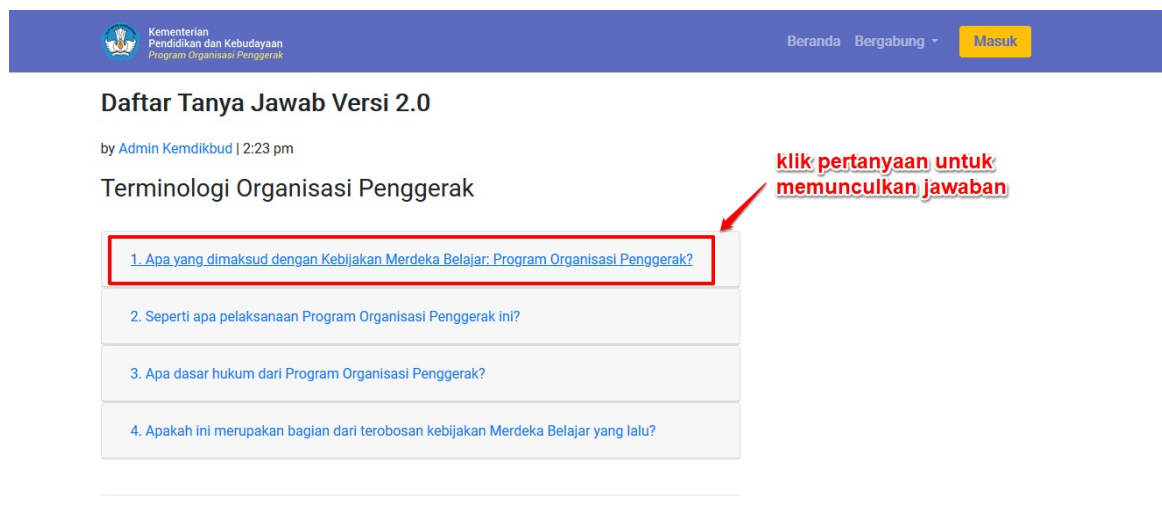 Kementerian
Pendidikan dan Kebudayaan
Program Organisasi Penggerak
Beranda Bergabung Masuk
Daftar Tanya Jawab Versi 2.0
by Admin Kemdikbud | 2:23 pm
klik pertanyaan untuk
memunculkan jawaban
Terminologi Organisasi Penggerak
1. Apa yang dimaksud dengan Kebijakan Merdeka Belajar: Program Organisasi Penggerak?
2. Seperti apa pelaksanaan Program Organisasi Penggerak ini?
3. Apa dasar hukum dari Program Organisasi Penggerak?
4. Apakah ini merupakan bagian dari terobosan kebijakan Merdeka Belajar yang lalu?